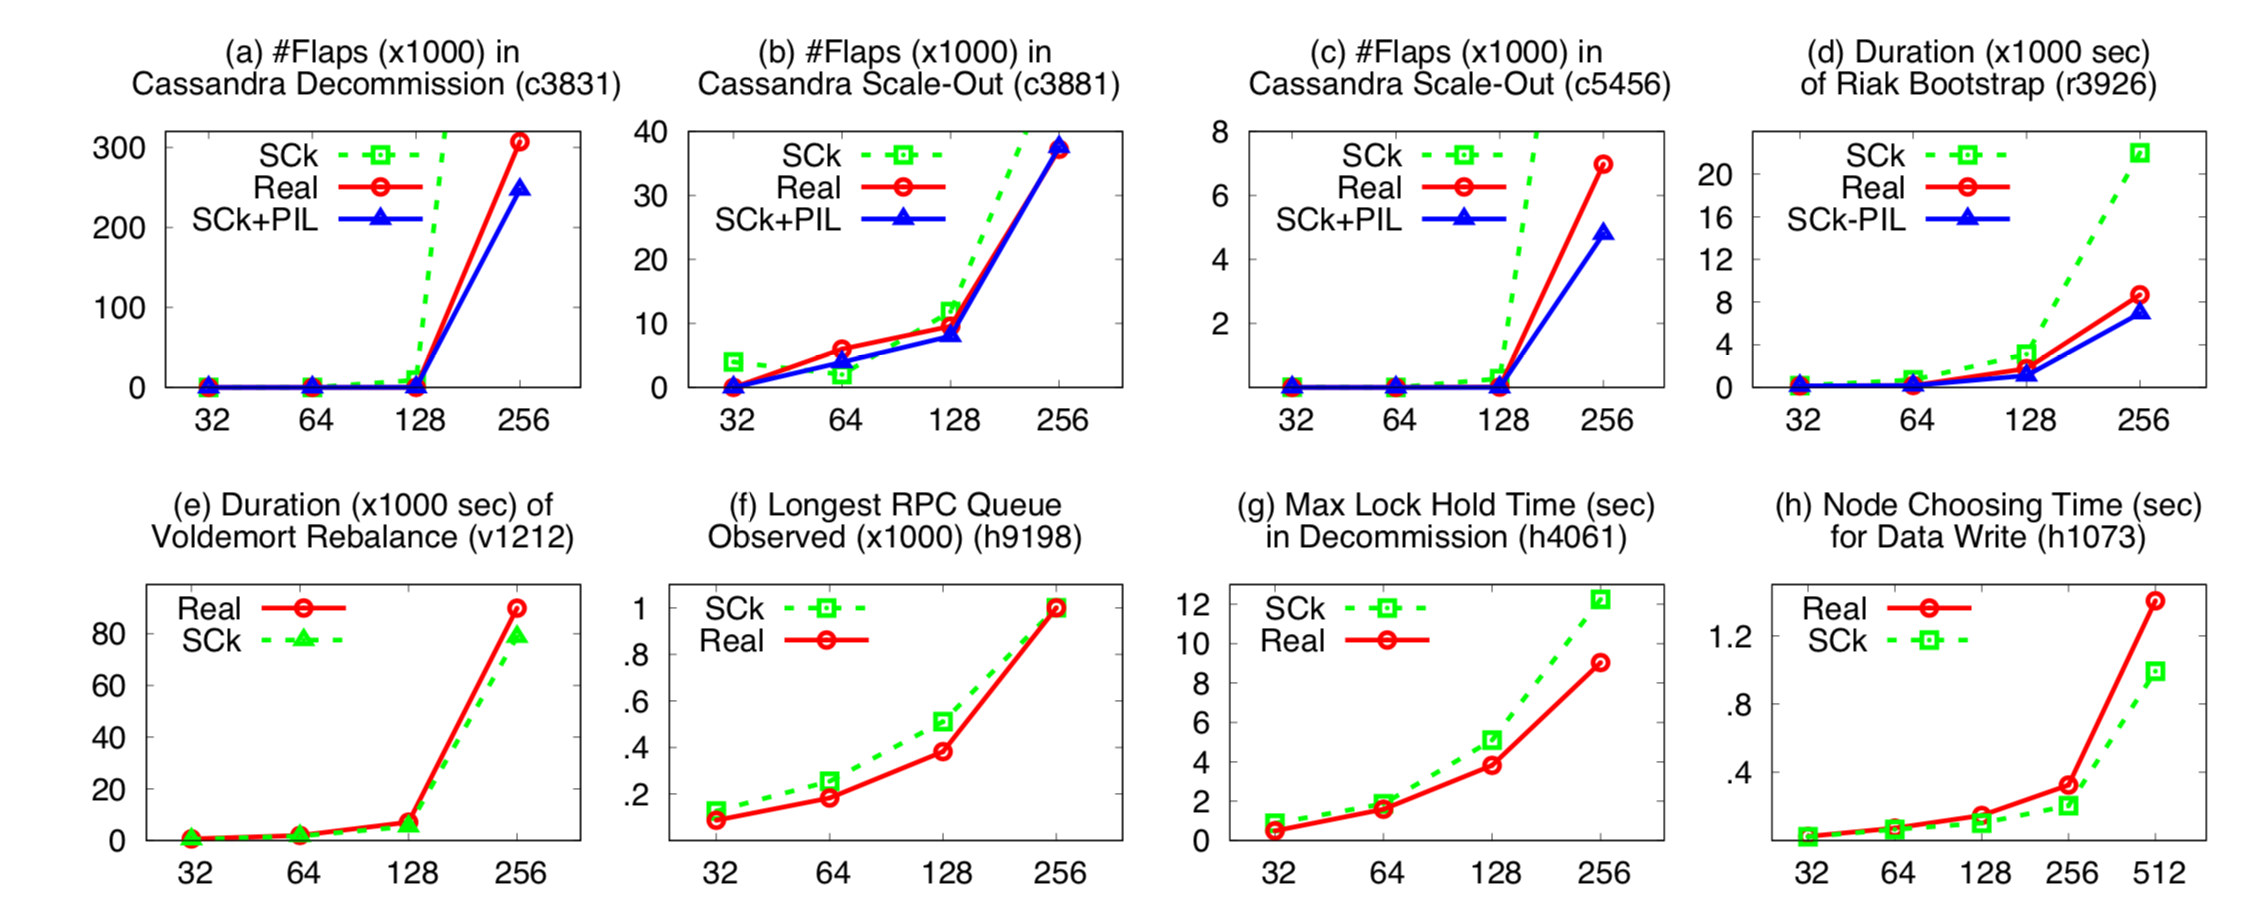 (a) #Flaps (x1000) in
Cassandra Decommission (c3831)
300
200
100
0
SCk
Real
SCk+PIL
32 64 128 256
(b) #Flaps (x1000) in
Cassandra Scale-Out (c3881)
40
30
20
10
0
SCk
Real
SCk+PIL
32 64 128 256
(c) #Flaps (x1000) in
Cassandra Scale-Out (c5456)
8
6
4
2
SCk
Real
SCk+PIL
32 64 128 256
(d) Duration (x1000 sec)
of Riak Bootstrap (r3926)
20
16
12
8
4
0
SCk
Real
SCk-PIL
32 64 128 256
(e) Duration (x1000 sec) of
Voldemort Rebalance (v1212)
80
60
40
20
0
Real
SCk
32 64 128 256
(f) Longest RPC Queue
Observed (x1000) (h9198)
1
.8
.6
.4
.2
SCk
Real
32 64 128 256
(g) Max Lock Hold Time (sec)
in Decommission (h4061)
12
10
8
6
4
2
0
SCk
Real
32 64 128 256
(h) Node Choosing Time (sec)
for Data Write (h1073)
1.2
.8
.4
Real
SCk
32 64 128 256 512